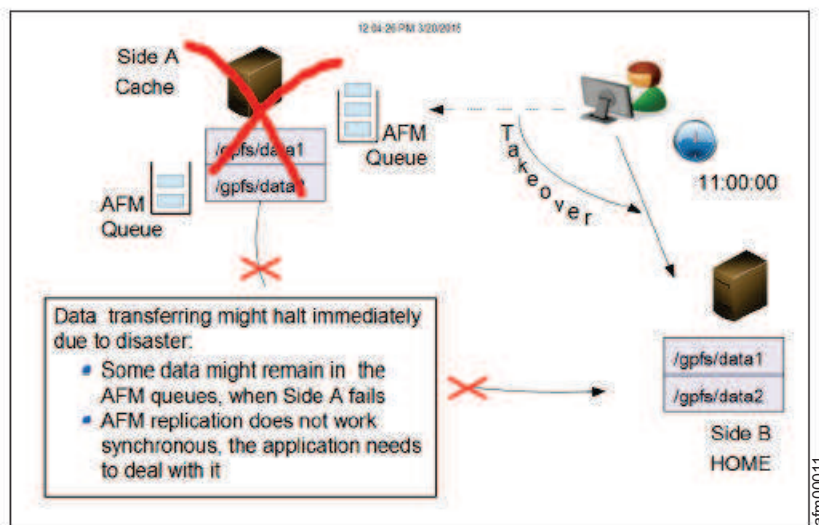 12:04:26 PM 3/20/2015
Side A
Cache
AFM
Queue
/gpfs/data1
/gpfs/data2
AFM
Queue
Takeover
11:00:00
Data transferring might halt immediately
due to disaster:
Some data might remain in the
AFM queues, when Side A fails
AFM replication does not work
synchronous, the application needs
to deal with it
/gpfs/data1
/gpfs/data2
Side B
HOME
afm00011